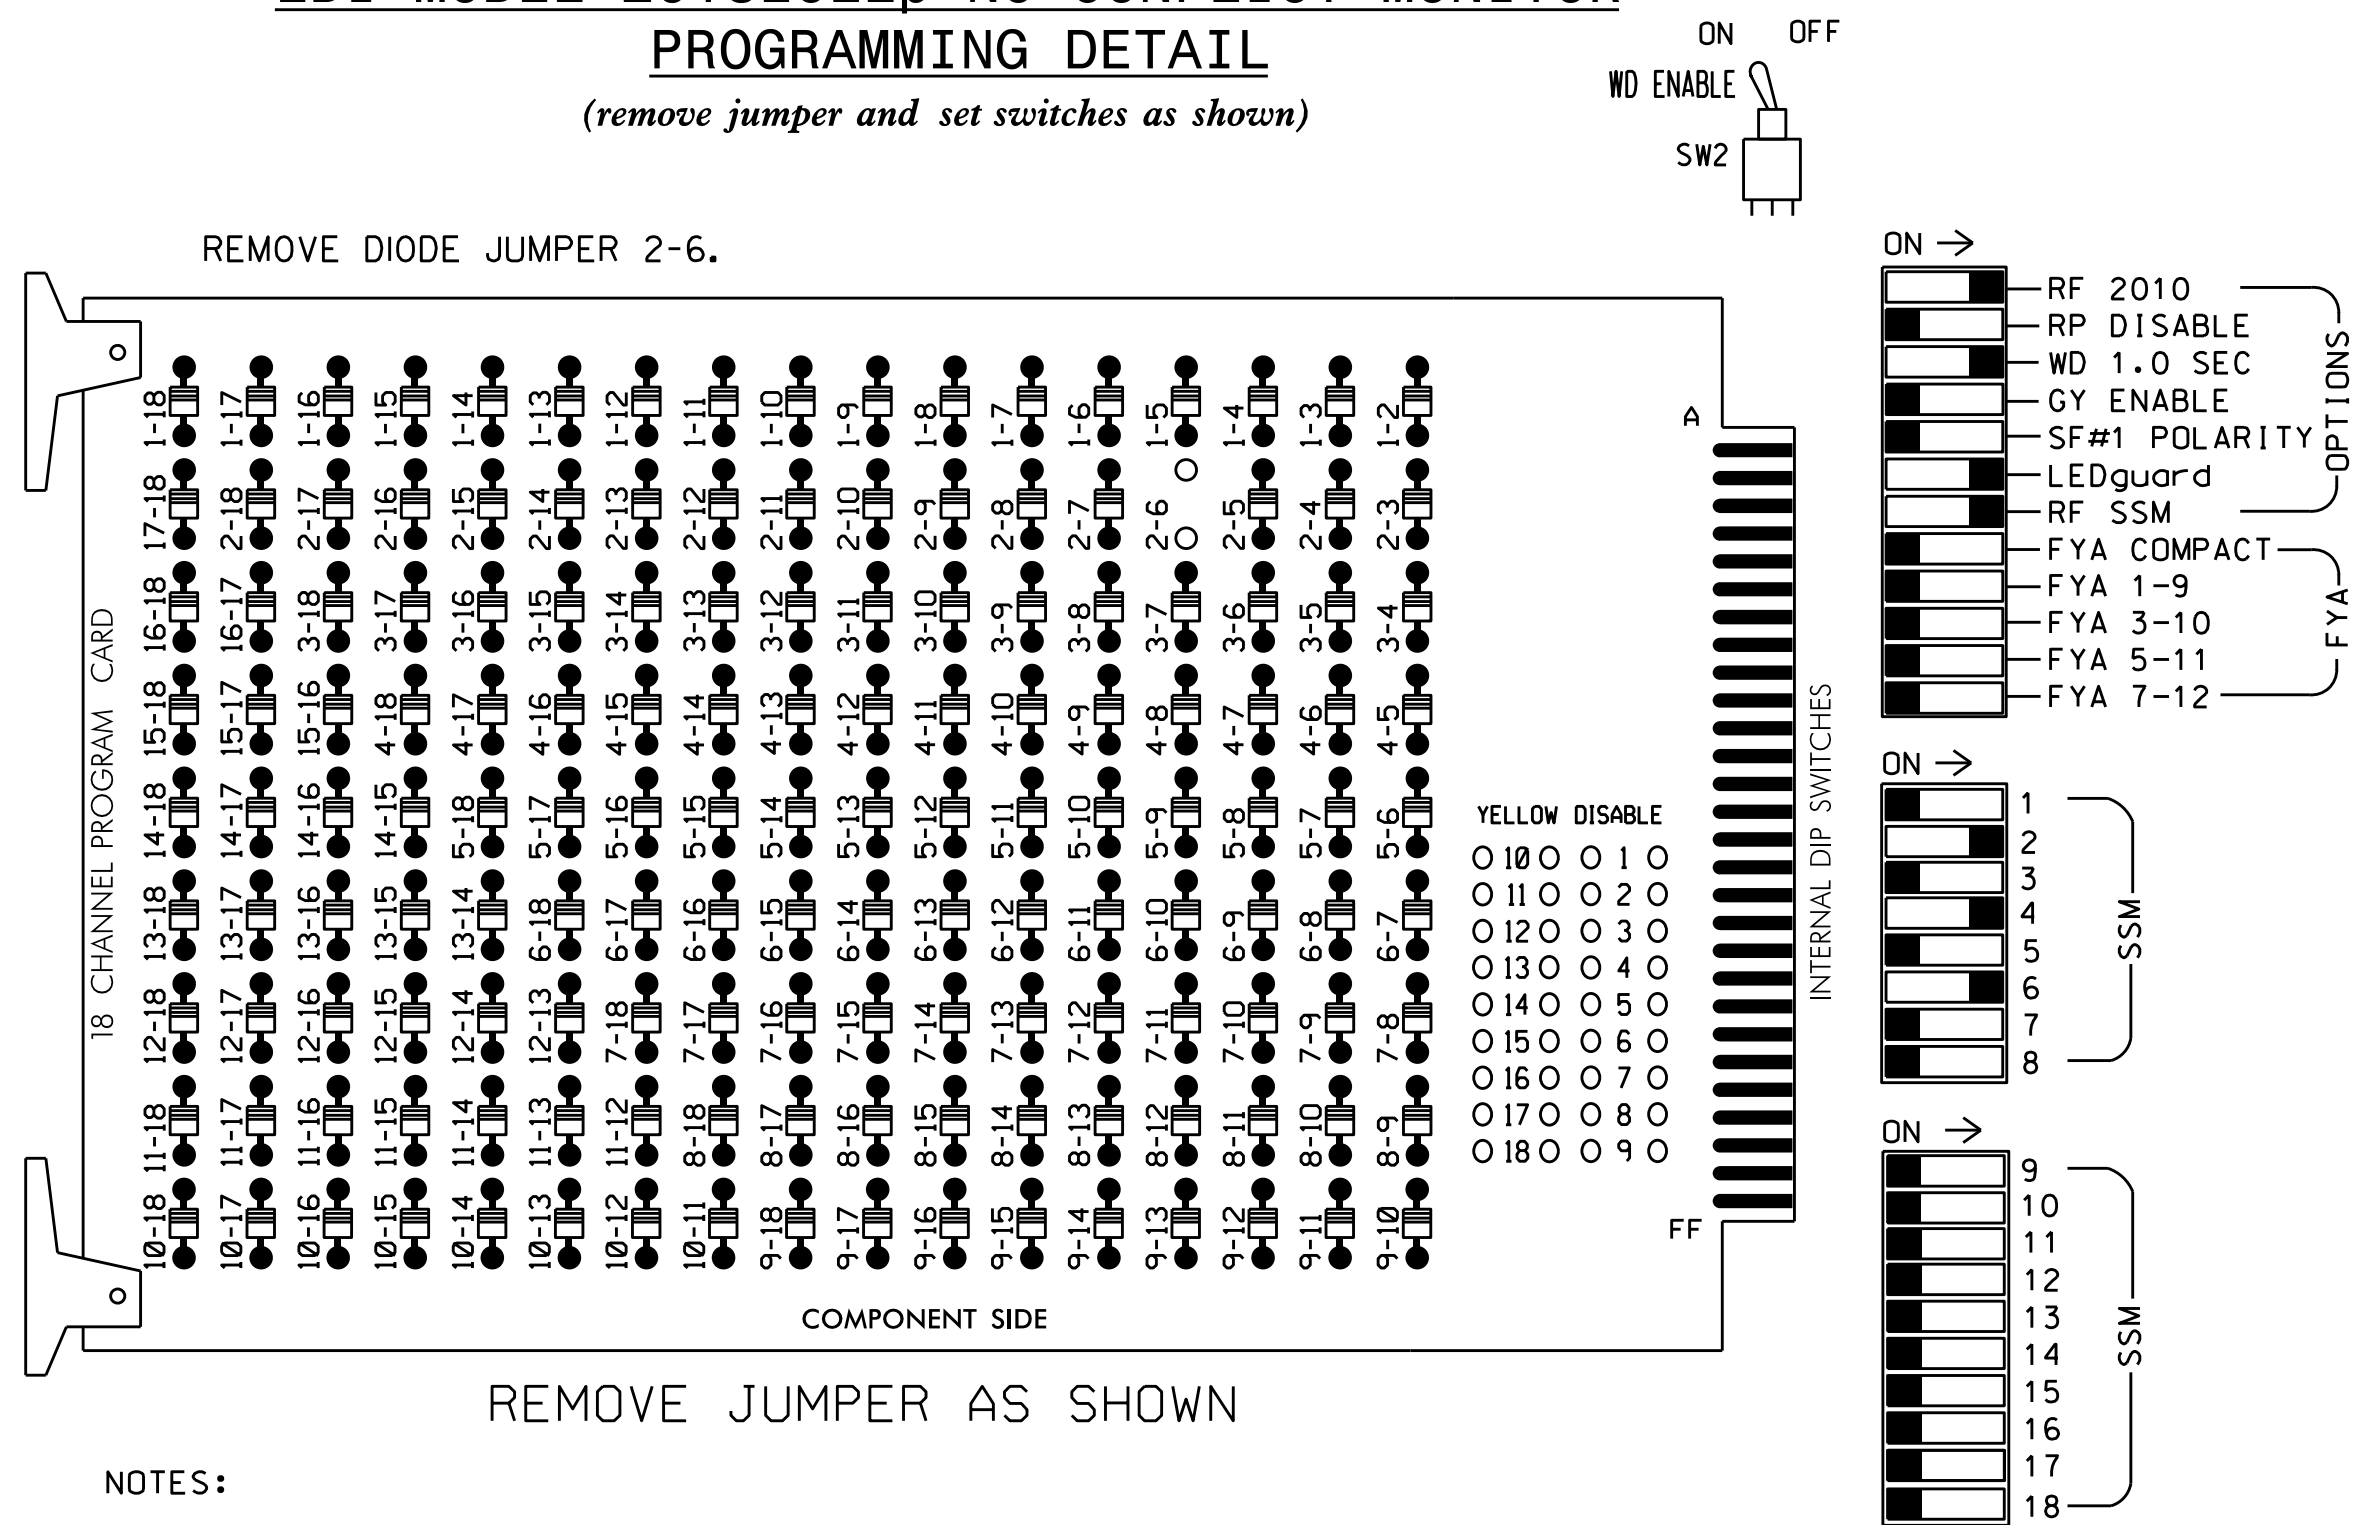 PROGRAMMING DETAIL
(remove jumper and set switches as shown)
ON OFF
WD ENABLE
SW2
REMOVE DIODE JUMPER 2-6.
18 CHANNEL PROGRAM CARD
1-18 1-17 1-16 1-15 1-14 1-13 1-12 1-11 1-10 1-9 1-8 1-7 1-6 1-5 1-4 1-3 1-2
17-18 2-18 2-17 2-16 2-15 2-14 2-13 2-12 2-11 2-10 2-9 2-8 2-7 2-6 2-5 2-4 2-3
16-18 16-17 3-18 3-17 3-16 3-15 3-14 3-13 3-12 3-11 3-10 3-9 3-8 3-7 3-6 3-5 3-4
15-18 15-17 15-16 4-18 4-17 4-16 4-15 4-14 4-13 4-12 4-11 4-10 4-9 4-8 4-7 4-6 4-5
14-18 14-17 14-16 14-15 5-18 5-17 5-16 5-15 5-14 5-13 5-12 5-11 5-10 5-9 5-8 5-7 5-6
13-18 13-17 13-16 13-15 13-14 6-18 6-17 6-16 6-15 6-14 6-13 6-12 6-11 6-10 6-9 6-8 6-7
12-18 12-17 12-16 12-15 12-14 12-13 7-18 7-17 7-16 7-15 7-14 7-13 7-12 7-11 7-10 7-9 7-8
11-18 11-17 11-16 11-15 11-14 11-13 11-12 8-18 8-17 8-16 8-15 8-14 8-13 8-12 8-11 8-10 8-9
10-18 10-17 10-16 10-15 10-14 10-13 10-12 10-11 9-18 9-17 9-16 9-15 9-14 9-13 9-12 9-11 9-10
A
YELLOW DISABLE
10 1
11 2
12 3
13 4
14 5
15 6
16 7
17 8
18 9
FF
COMPONENT SIDE
REMOVE JUMPER AS SHOWN
NOTES:
INTERNAL DIP SWITCHES
ON
RF 2010
RP DISABLE
WD 1.0 SEC
GY ENABLE
SF#1 POLARITY
LEDguard
RF SSM
OPTIONS
FYA COMPACT
FYA 1-9
FYA 3-10
FYA 5-11
FYA 7-12
FYA
ON
1
2
3
4
5
6
7
8
SSM
ON
9
10
11
12
13
14
15
16
17
18
SSM